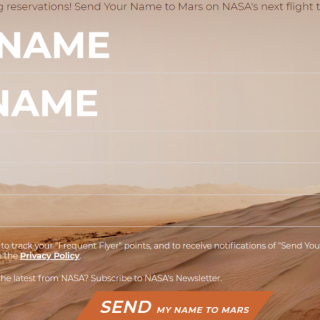 g reservations! Send Your Name to Mars on NASA's next flight t
NAME
NAME
to track your "Frequent Flyer" points, and to receive notifications of "Send You
the Privacy Policy.
he latest from NASA? Subscribe to NASA's Newsletter.
SEND MY NAME TO MARS